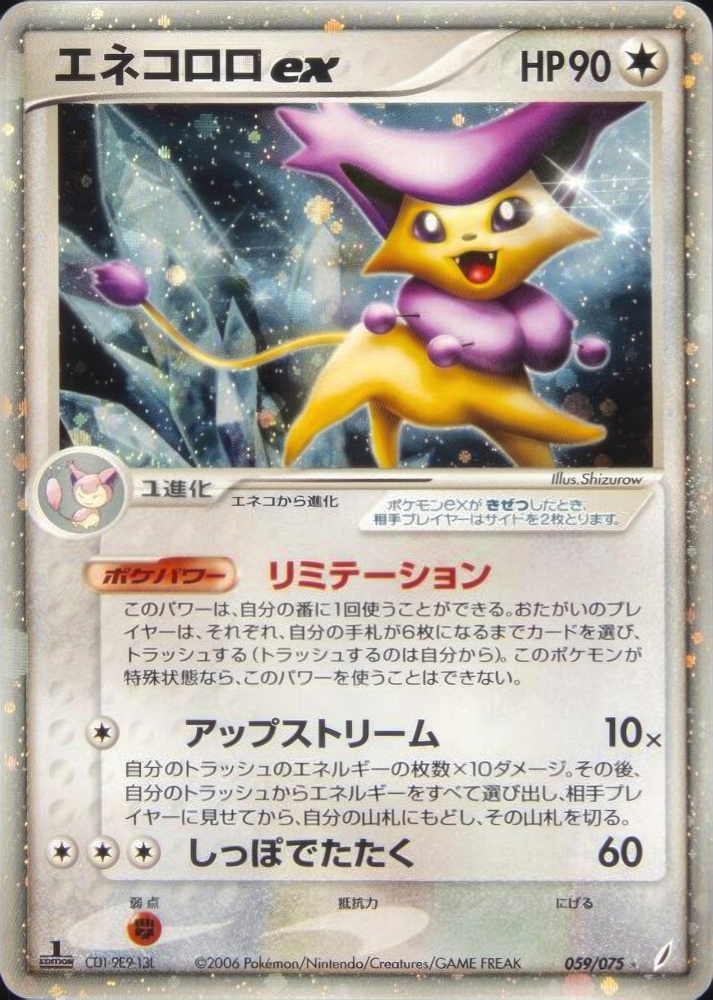 エネコロロex HP90
Illus. Shizurow
1進化 エネコから進化
ポケモンexが きぜつしたとき、
相手プレイヤーはサイドを2枚とります。
ポケパワー リミテーション
このパワーは、自分の番に1回使うことができる。おたがいのプレ
イヤーは、それぞれ、自分の手札が6枚になるまでカードを選び、
トラッシュする(トラッシュするのは自分から)。このポケモンが
特殊状態なら、このパワーを使うことはできない。
アップストリーム 10×
自分のトラッシュのエネルギーの枚数×10ダメージ。その後、
自分のトラッシュからエネルギーをすべて選び出し、相手プレ
イヤーに見せてから、自分の山札にもどし、その山札を切る。
しっぽでたたく 60
弱点 抵抗力 にげる
1 EDITION CD1-9E9-13L ©2006 Pokémon/Nintendo/Creatures/GAME FREAK 059/075